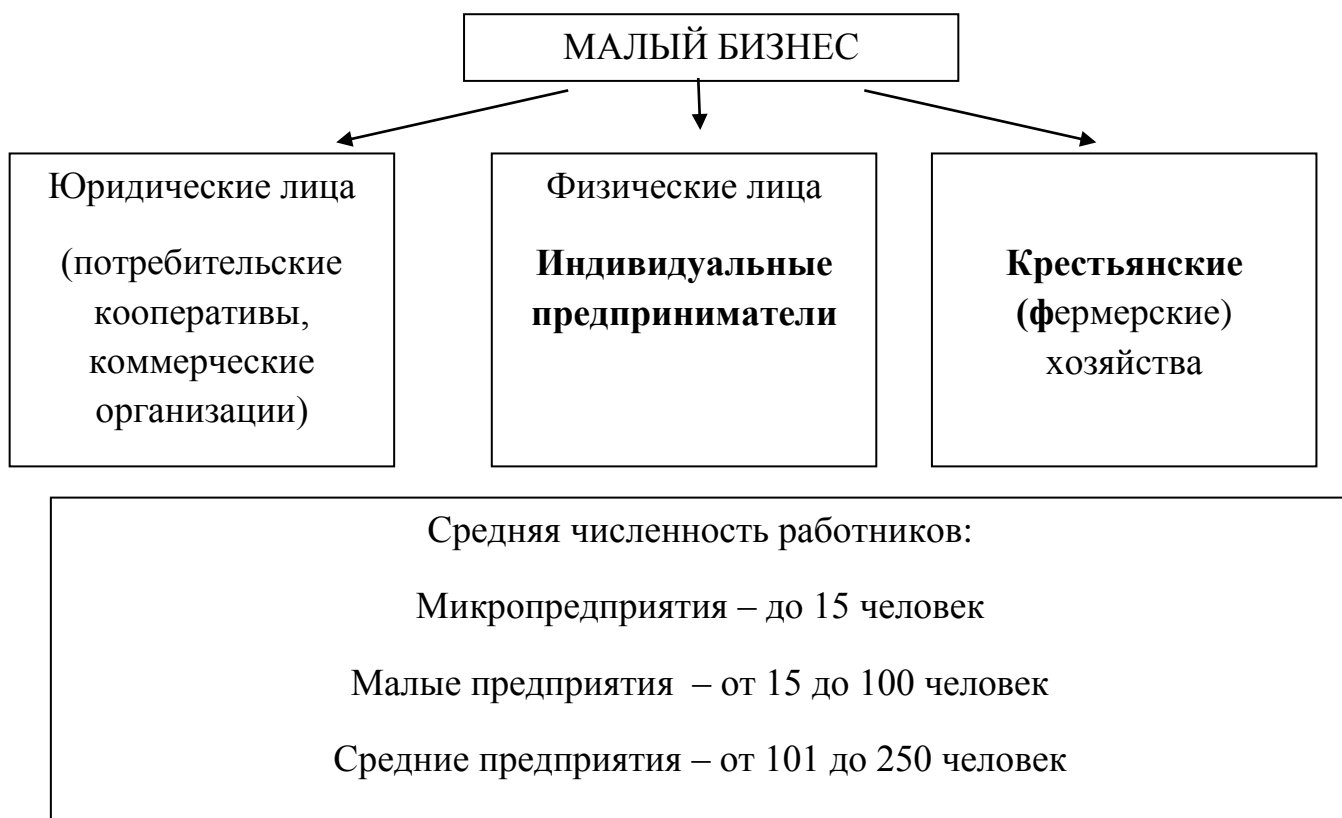 МАЛЫЙ БИЗНЕС
Юридические лица
(потребительские
кооперативы,
коммерческие
организации)
Физические лица
Индивидуальные
предприниматели
Крестьянские
(фермерские)
хозяйства
Средняя численность работников:
Микропредприятия – до 15 человек
Малые предприятия – от 15 до 100 человек
Средние предприятия – от 101 до 250 человек